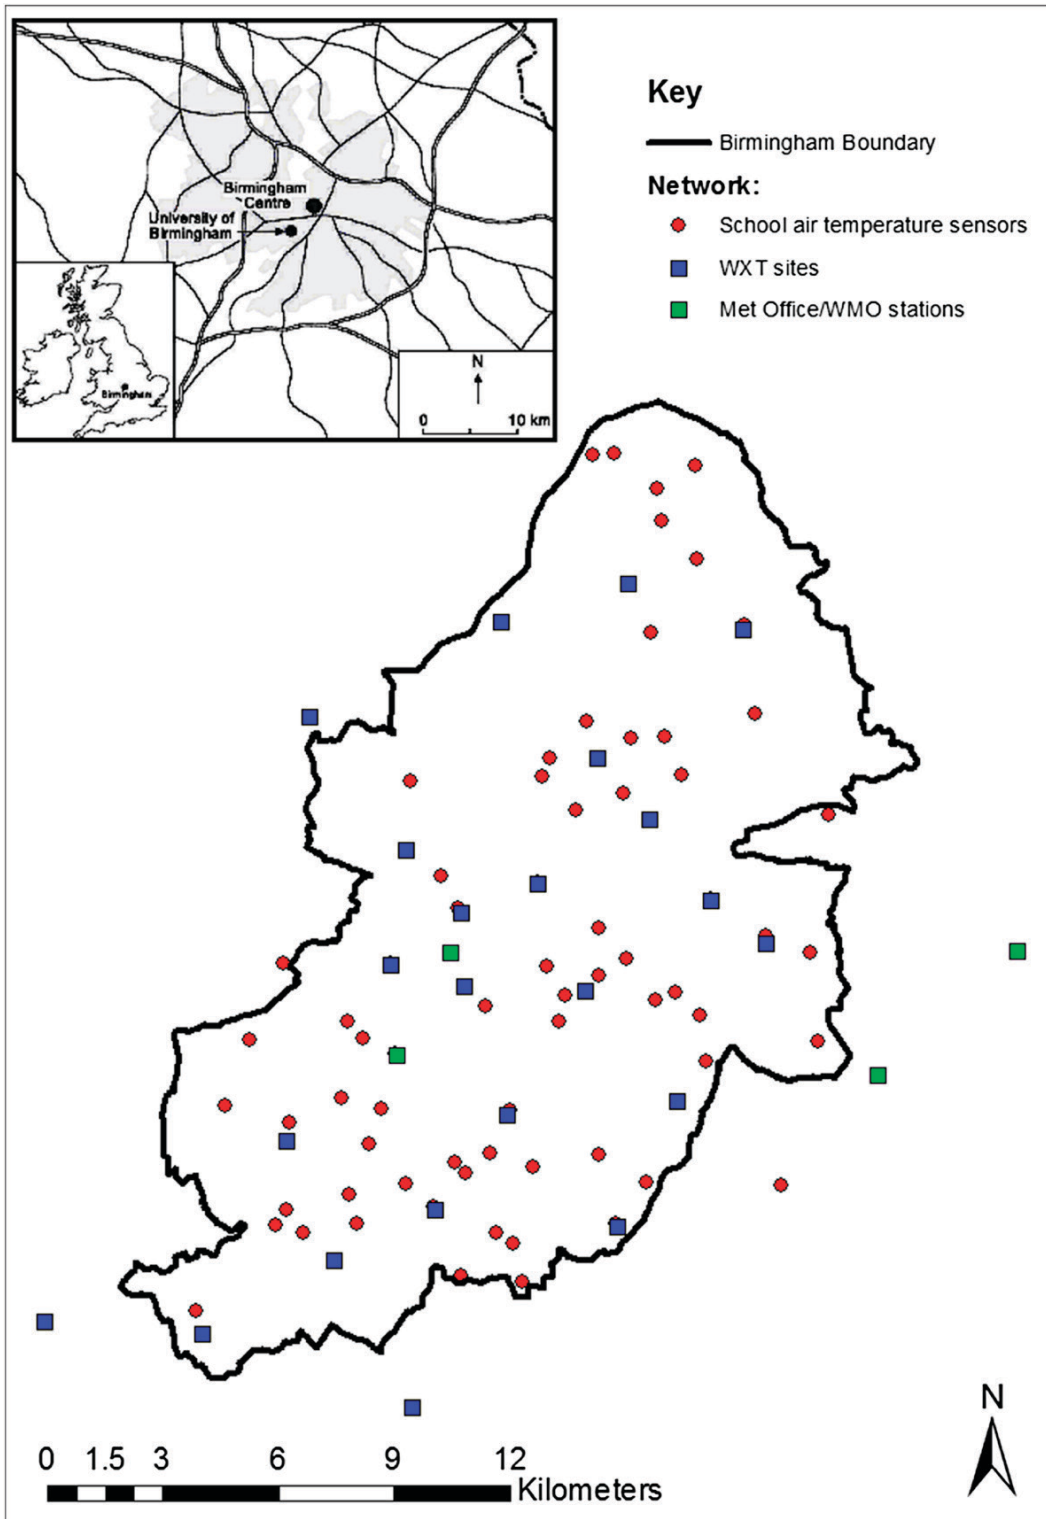 Birmingham
Centre
University of
Birmingham
Birmingham
N
0 10 km
Key
Birmingham Boundary
Network:
School air temperature sensors
WXT sites
Met Office/WMO stations
N
0 1.5 3 6 9 12
Kilometers